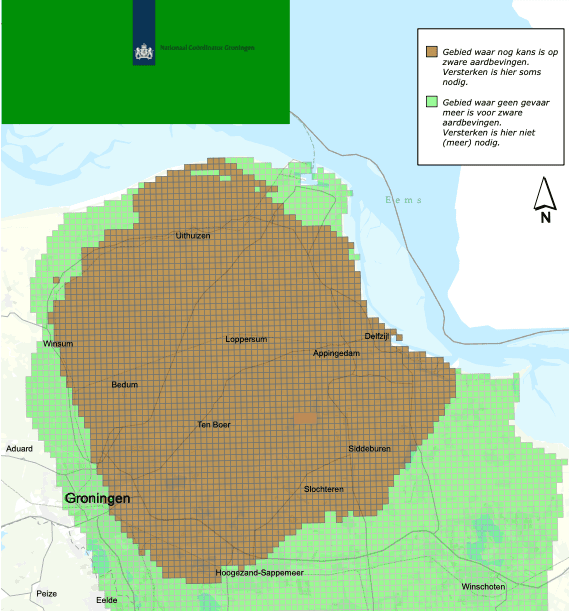 Nationaal Coördinator Groningen
Gebied waar nog kans is op
zware aardbevingen.
Versterken is hier soms
nodig.
Gebied waar geen gevaar
meer is voor zware
aardbevingen.
Versterken is hier niet
(meer) nodig.
N
Eems
Uithuizen
Delfzijl
Winsum
Loppersum
Appingedam
Bedum
Ten Boer
Aduard
Siddeburen
Slochteren
Groningen
Hoogezand-Sappemeer
Winschoten
Peize
Eelde